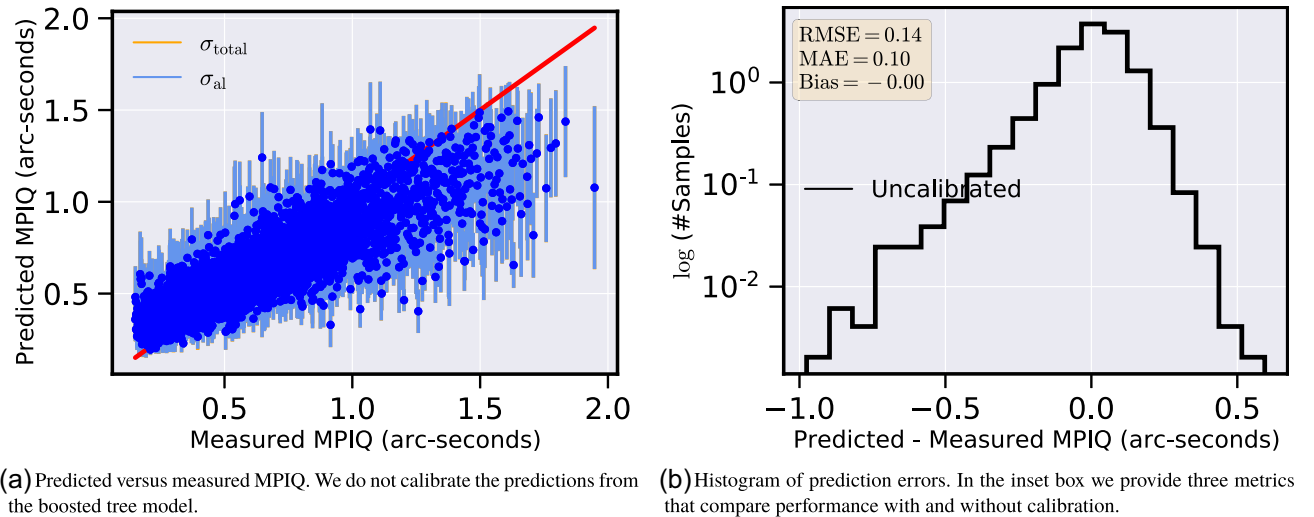 2.0
1.5
1.0
0.5
Predicted MPIQ (arc-seconds)
σtotal
σal
0.5 1.0 1.5 2.0
Measured MPIQ (arc-seconds)
RMSE = 0.14
MAE = 0.10
Bias = −0.00
10⁰
10⁻¹
10⁻²
log (#Samples)
Uncalibrated
−1.0 −0.5 0.0 0.5
Predicted - Measured MPIQ (arc-seconds)
(a) Predicted versus measured MPIQ. We do not calibrate the predictions from
the boosted tree model.
(b) Histogram of prediction errors. In the inset box we provide three metrics
that compare performance with and without calibration.